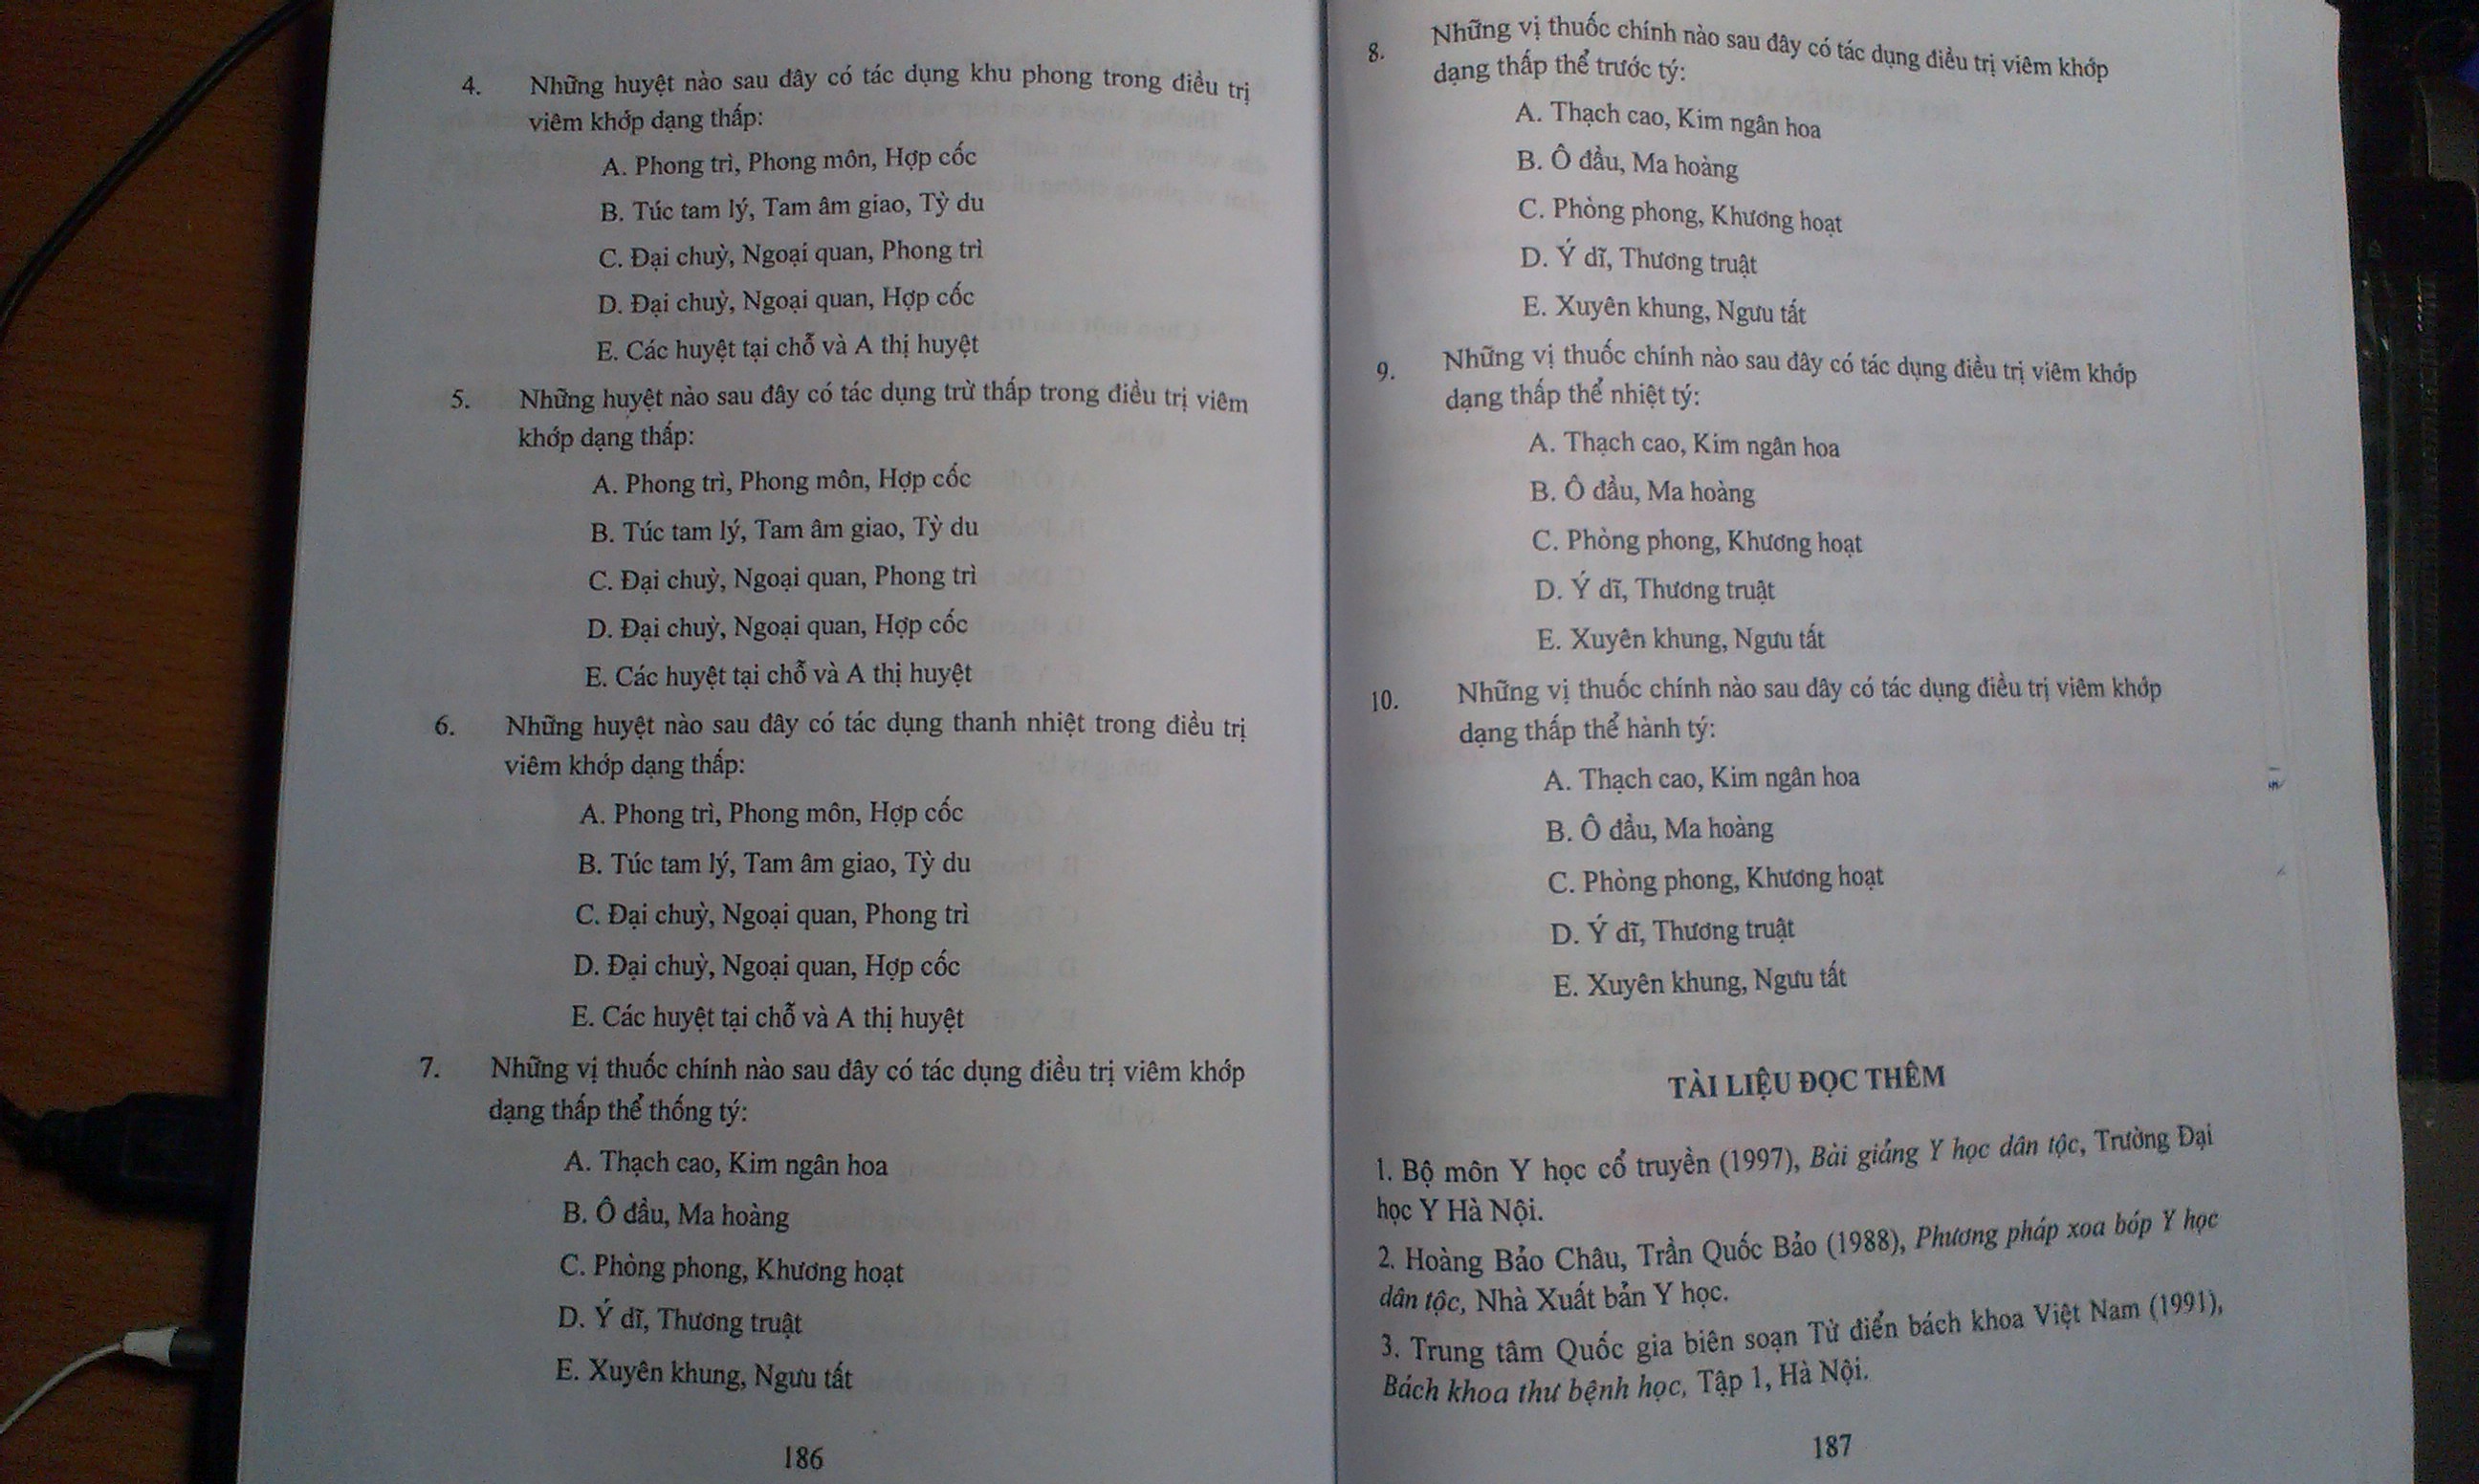 4. Những huyệt nào sau đây có tác dụng khu phong trong điều trị
viêm khớp dạng thấp:
A. Phong trì, Phong môn, Hợp cốc
B. Túc tam lý, Tam âm giao, Tỳ du
C. Đại chuỳ, Ngoại quan, Phong trì
D. Đại chuỳ, Ngoại quan, Hợp cốc
E. Các huyệt tại chỗ và A thị huyệt
5. Những huyệt nào sau đây có tác dụng trừ thấp trong điều trị viêm
khớp dạng thấp:
A. Phong trì, Phong môn, Hợp cốc
B. Túc tam lý, Tam âm giao, Tỳ du
C. Đại chuỳ, Ngoại quan, Phong trì
D. Đại chuỳ, Ngoại quan, Hợp cốc
E. Các huyệt tại chỗ và A thị huyệt
6. Những huyệt nào sau đây có tác dụng thanh nhiệt trong điều trị
viêm khớp dạng thấp:
A. Phong trì, Phong môn, Hợp cốc
B. Túc tam lý, Tam âm giao, Tỳ du
C. Đại chuỳ, Ngoại quan, Phong trì
D. Đại chuỳ, Ngoại quan, Hợp cốc
E. Các huyệt tại chỗ và A thị huyệt
7. Những vị thuốc chính nào sau đây có tác dụng điều trị viêm khớp
dạng thấp thể thống tý:
A. Thạch cao, Kim ngân hoa
B. Ô đầu, Ma hoàng
C. Phòng phong, Khương hoạt
D. Ý dĩ, Thương truật
E. Xuyên khung, Ngưu tất
186
8. Những vị thuốc chính nào sau đây có tác dụng điều trị viêm khớp
dạng thấp thể trước tý:
A. Thạch cao, Kim ngân hoa
B. Ô đầu, Ma hoàng
C. Phòng phong, Khương hoạt
D. Ý dĩ, Thương truật
E. Xuyên khung, Ngưu tất
9. Những vị thuốc chính nào sau đây có tác dụng điều trị viêm khớp
dạng thấp thể nhiệt tý:
A. Thạch cao, Kim ngân hoa
B. Ô đầu, Ma hoàng
C. Phòng phong, Khương hoạt
D. Ý dĩ, Thương truật
E. Xuyên khung, Ngưu tất
10. Những vị thuốc chính nào sau đây có tác dụng điều trị viêm khớp
dạng thấp thể hành tý:
A. Thạch cao, Kim ngân hoa
B. Ô đầu, Ma hoàng
C. Phòng phong, Khương hoạt
D. Ý dĩ, Thương truật
E. Xuyên khung, Ngưu tất
TÀI LIỆU ĐỌC THÊM
1. Bộ môn Y học cổ truyền (1997), Bài giảng Y học dân tộc, Trường Đại
học Y Hà Nội.
2. Hoàng Bảo Châu, Trần Quốc Bảo (1988), Phương pháp xoa bóp Y học
dân tộc, Nhà Xuất bản Y học.
3. Trung tâm Quốc gia biên soạn Từ điển bách khoa Việt Nam (1991),
Bách khoa thư bệnh học, Tập 1, Hà Nội.
187